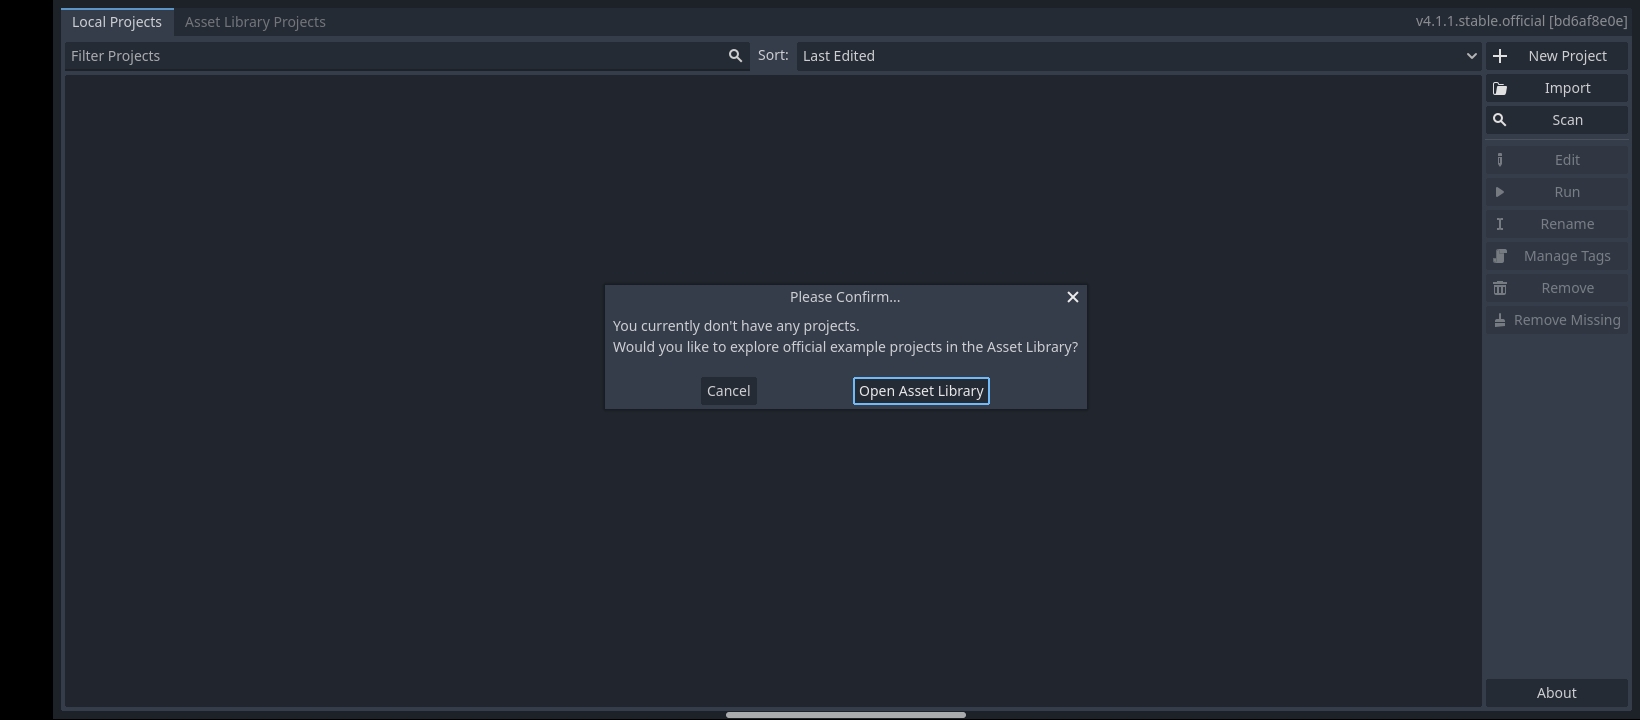 Local Projects
Asset Library Projects
v4.1.1.stable.official [bd6af8e0e]
Filter Projects
Sort:
Last Edited
New Project
Import
Scan
Edit
Run
Rename
Manage Tags
Remove
Remove Missing
Please Confirm...
You currently don't have any projects.
Would you like to explore official example projects in the Asset Library?
Cancel
Open Asset Library
About